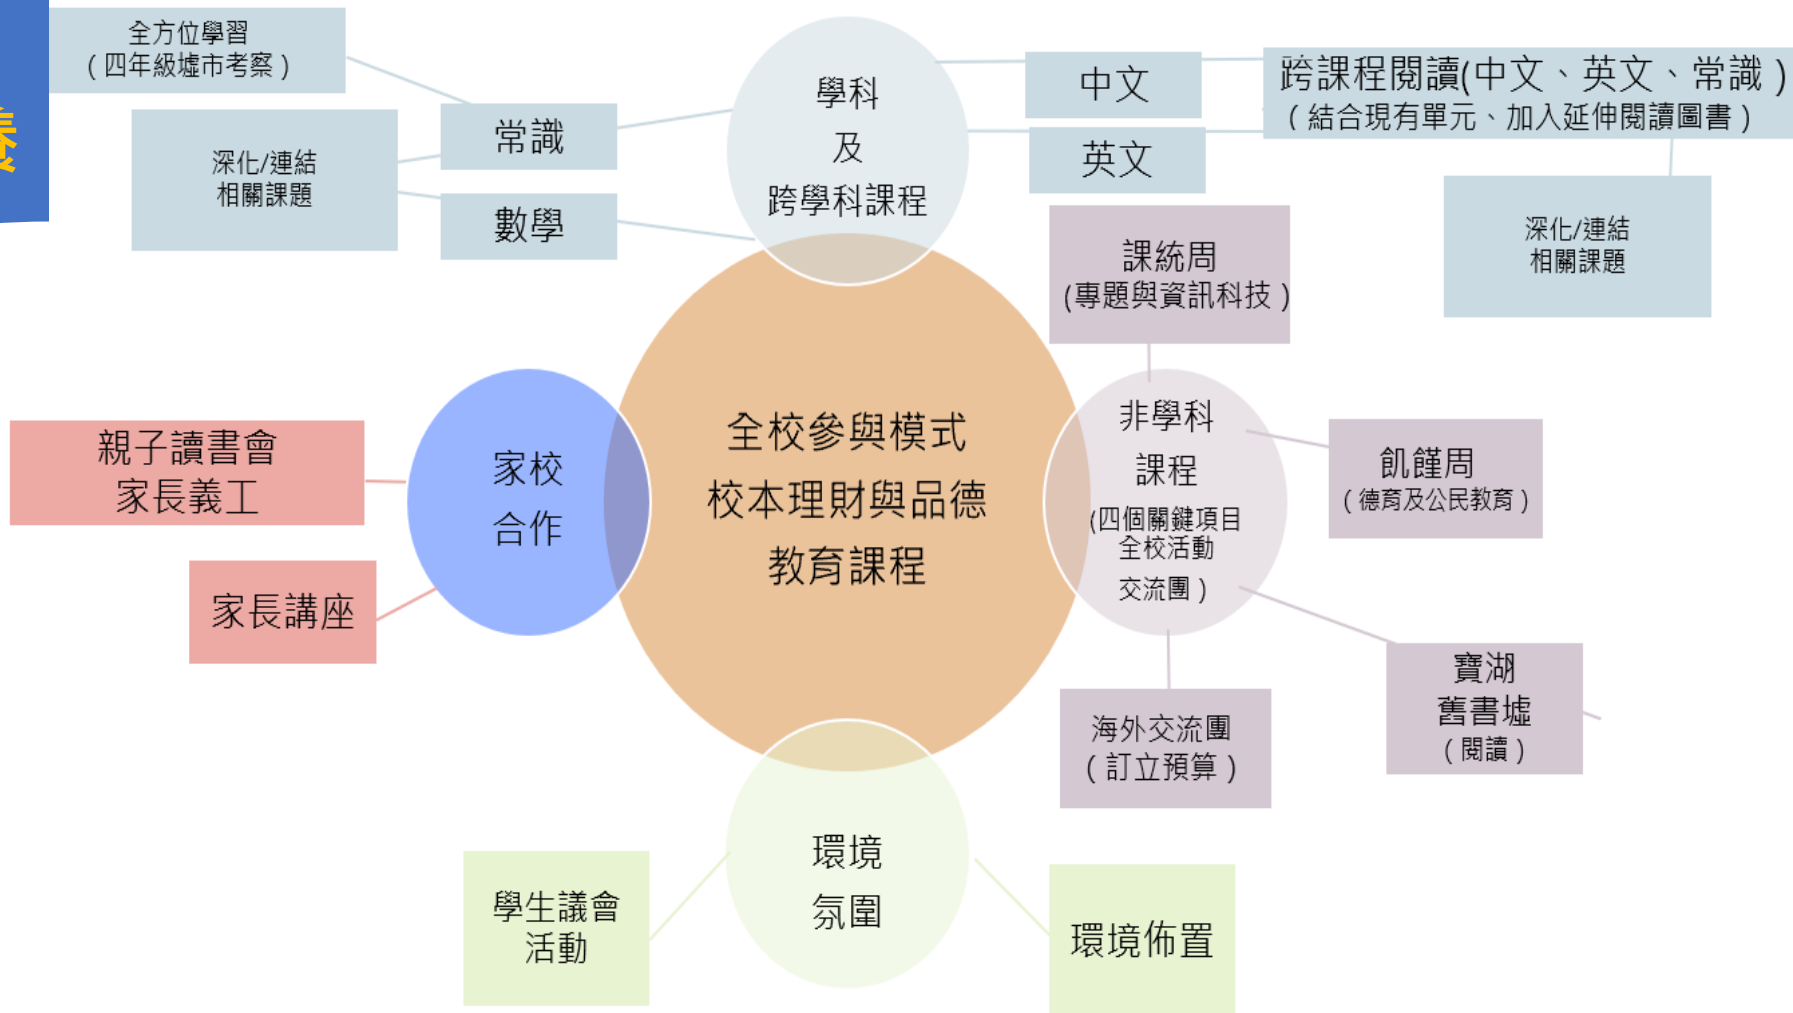 養
全方位學習
（四年級墟市考察）
常識
深化/連結
相關課題
數學
學科
及
跨學科課程
中文
英文
跨課程閱讀(中文、英文、常識）
（結合現有單元、加入延伸閱讀圖書）
深化/連結
相關課題
課統周
(專題與資訊科技）
非學科
課程
(四個關鍵項目
全校活動
交流團）
飢饉周
（德育及公民教育）
寶湖
舊書墟
（閱讀）
海外交流團
（訂立預算）
全校參與模式
校本理財與品德
教育課程
家校
合作
親子讀書會
家長義工
家長講座
環境
氛圍
學生議會
活動
環境佈置